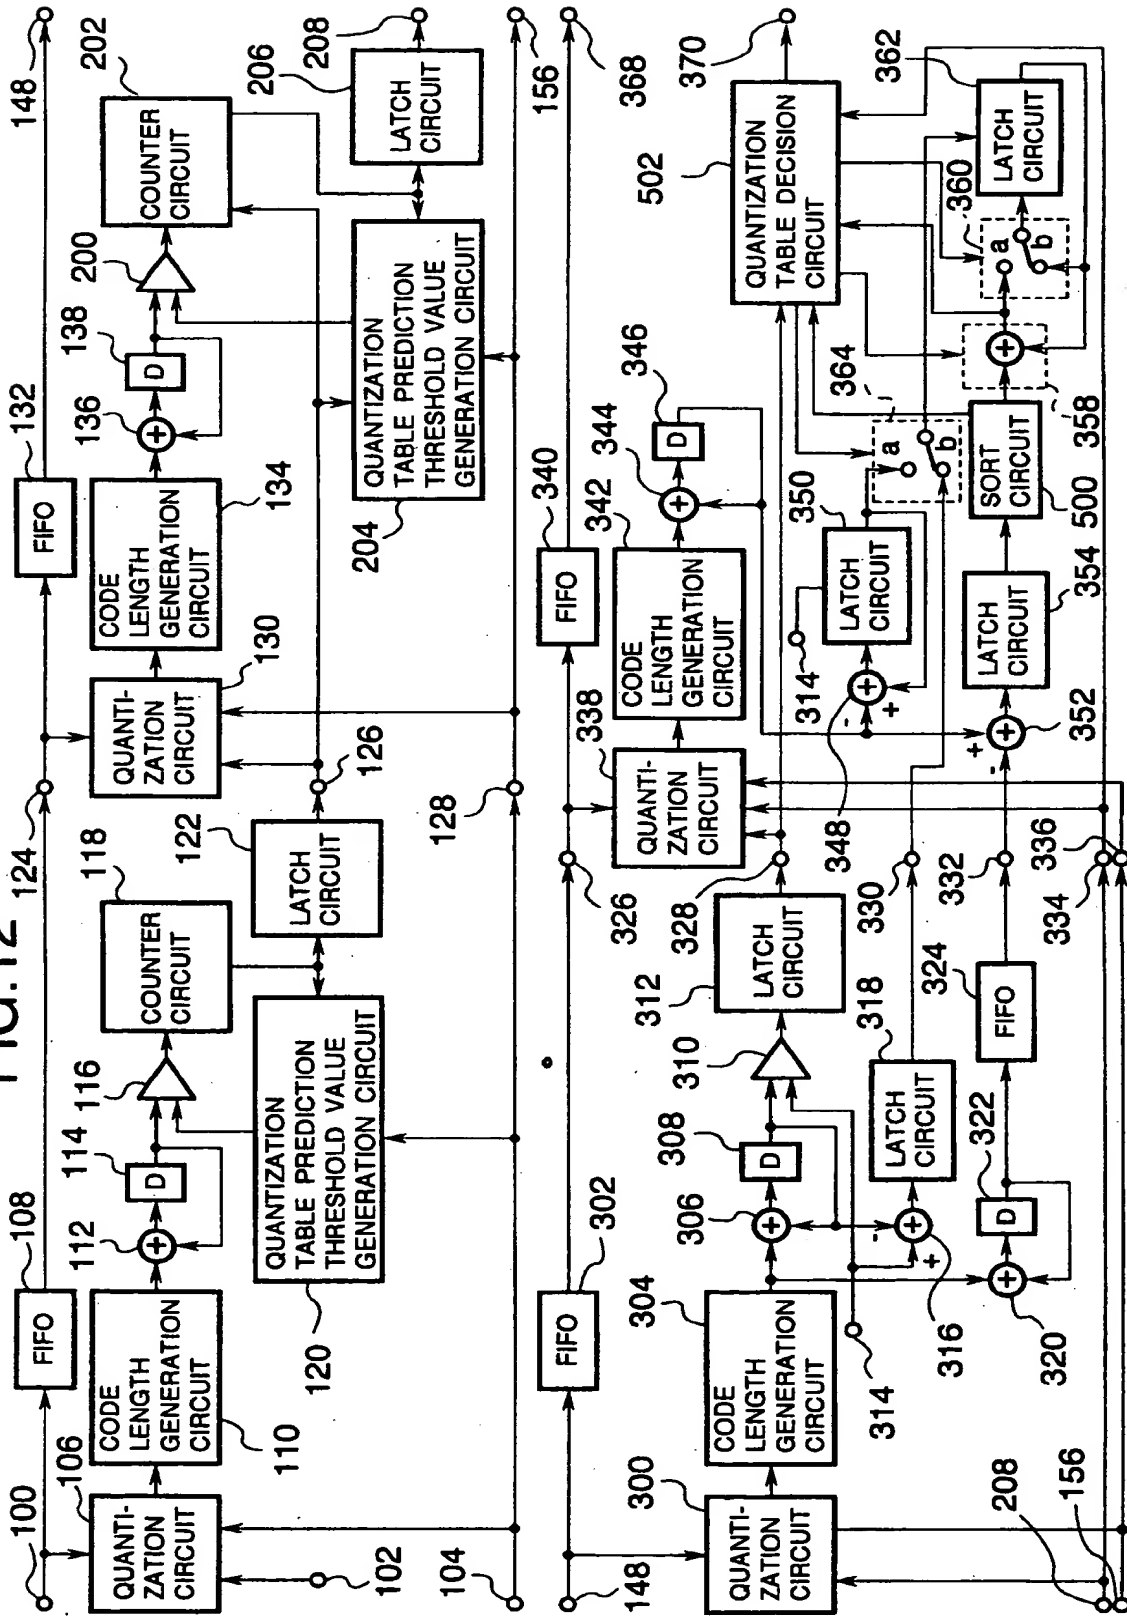 FIG.12
100
106
QUANTI-
ZATION
CIRCUIT
102
104
108
FIFO
CODE
LENGTH
GENERATION
CIRCUIT
110
112
114
D
116
118
COUNTER
CIRCUIT
QUANTIZATION
TABLE PREDICTION
THRESHOLD VALUE
GENERATION CIRCUIT
120
122
LATCH
CIRCUIT
124
126
128
QUANTI-
ZATION
CIRCUIT
130
132
FIFO
CODE
LENGTH
GENERATION
CIRCUIT
134
136
138
D
200
202
COUNTER
CIRCUIT
QUANTIZATION
TABLE PREDICTION
THRESHOLD VALUE
GENERATION CIRCUIT
204
206
LATCH
CIRCUIT
208
148
156
148
300
QUANTI-
ZATION
CIRCUIT
208
156
302
FIFO
304
CODE
LENGTH
GENERATION
CIRCUIT
314
306
308
D
310
312
LATCH
CIRCUIT
-
+
316
318
LATCH
CIRCUIT
320
322
D
324
FIFO
326
328
330
332
334
336
338
QUANTI-
ZATION
CIRCUIT
340
FIFO
342
CODE
LENGTH
GENERATION
CIRCUIT
344
346
D
348
-
+
314
350
LATCH
CIRCUIT
+
-
352
LATCH
CIRCUIT
354
364
a
b
SORT
CIRCUIT
500
358
502
QUANTIZATION
TABLE DECISION
CIRCUIT
360
a
b
362
LATCH
CIRCUIT
368
370